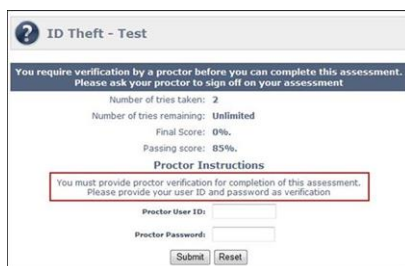 ID Theft - Test
You require verification by a proctor before you can complete this assessment.
Please ask your proctor to sign off on your assessment
Number of tries taken: 2
Number of tries remaining: Unlimited
Final Score: 0%.
Passing score: 85%.
Proctor Instructions
You must provide proctor verification for completion of this assessment.
Please provide your user ID and password as verification
Proctor User ID:
Proctor Password:
Submit Reset